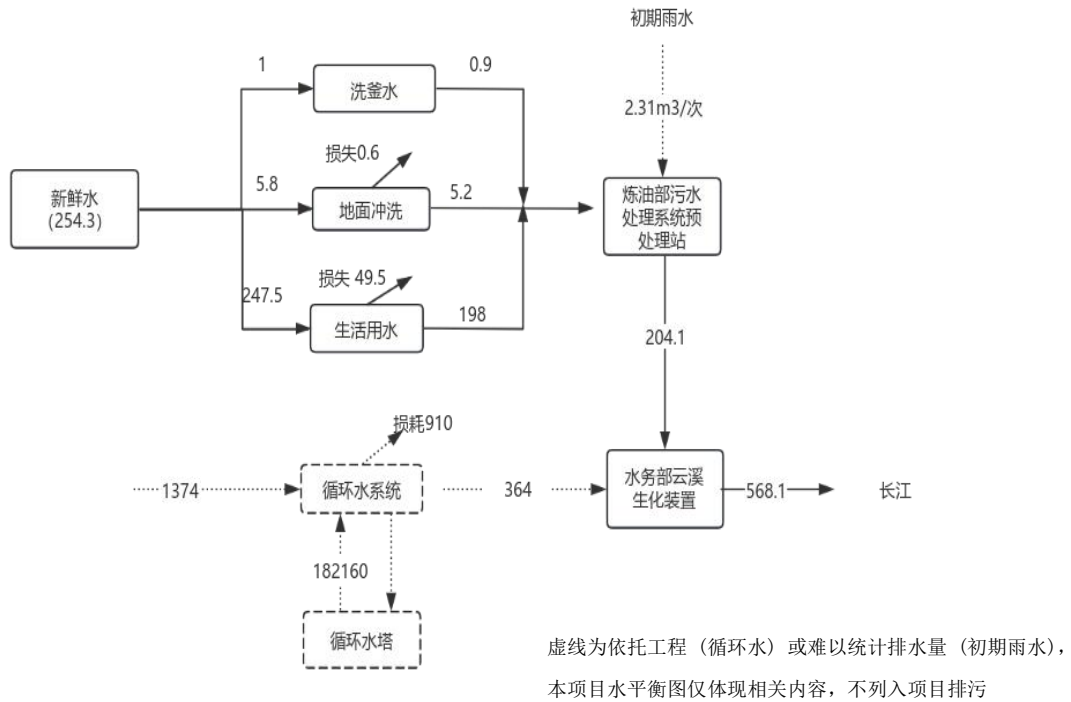 初期雨水
1
洗釜水
0.9
2.31m3/次
损失0.6
新鲜水
(254.3)
5.8
地面冲洗
5.2
炼油部污水
处理系统预
处理站
损失 49.5
247.5
生活用水
198
204.1
损耗910
1374
循环水系统
364
水务部云溪
生化装置
568.1
长江
182160
循环水塔
虚线为依托工程（循环水）或难以统计排水量（初期雨水），
本项目水平衡图仅体现相关内容，不列入项目排污